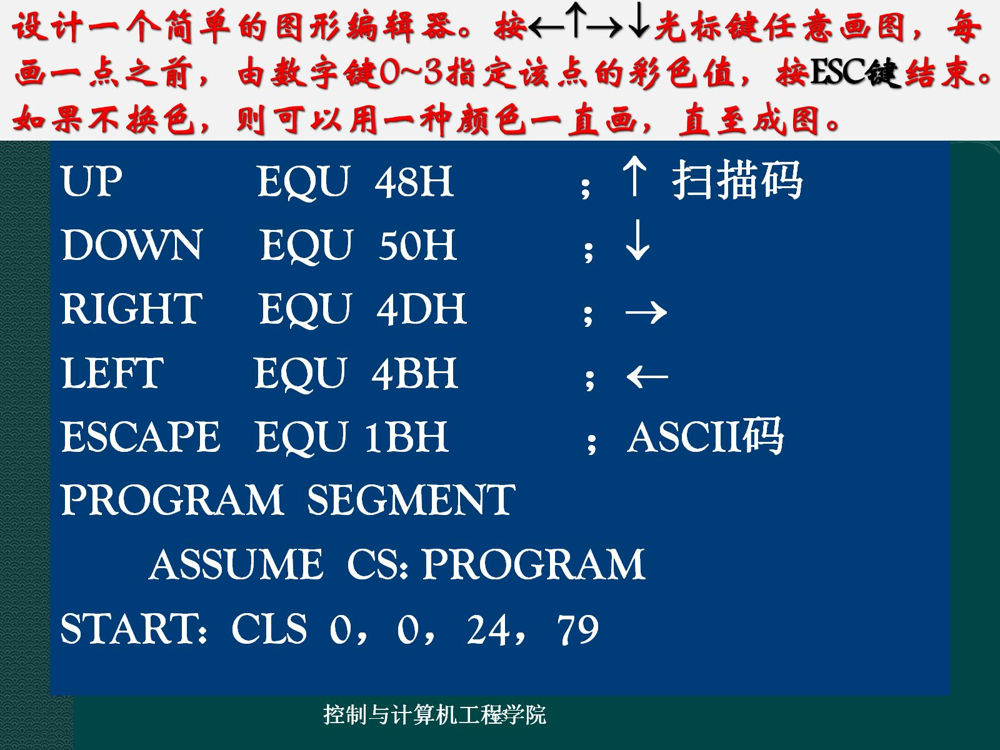 设计一个简单的图形编辑器。按←↑→↓光标键任意画图，每
画一点之前，由数字键0~3指定该点的彩色值，按ESC键结束。
如果不换色，则可以用一种颜色一直画，直至成图。
UP EQU 48H ；↑ 扫描码
DOWN EQU 50H ；↓
RIGHT EQU 4DH ；→
LEFT EQU 4BH ；←
ESCAPE EQU 1BH ；ASCII码
PROGRAM SEGMENT
ASSUME CS：PROGRAM
START：CLS 0，0，24，79
控制与计算机工程学院